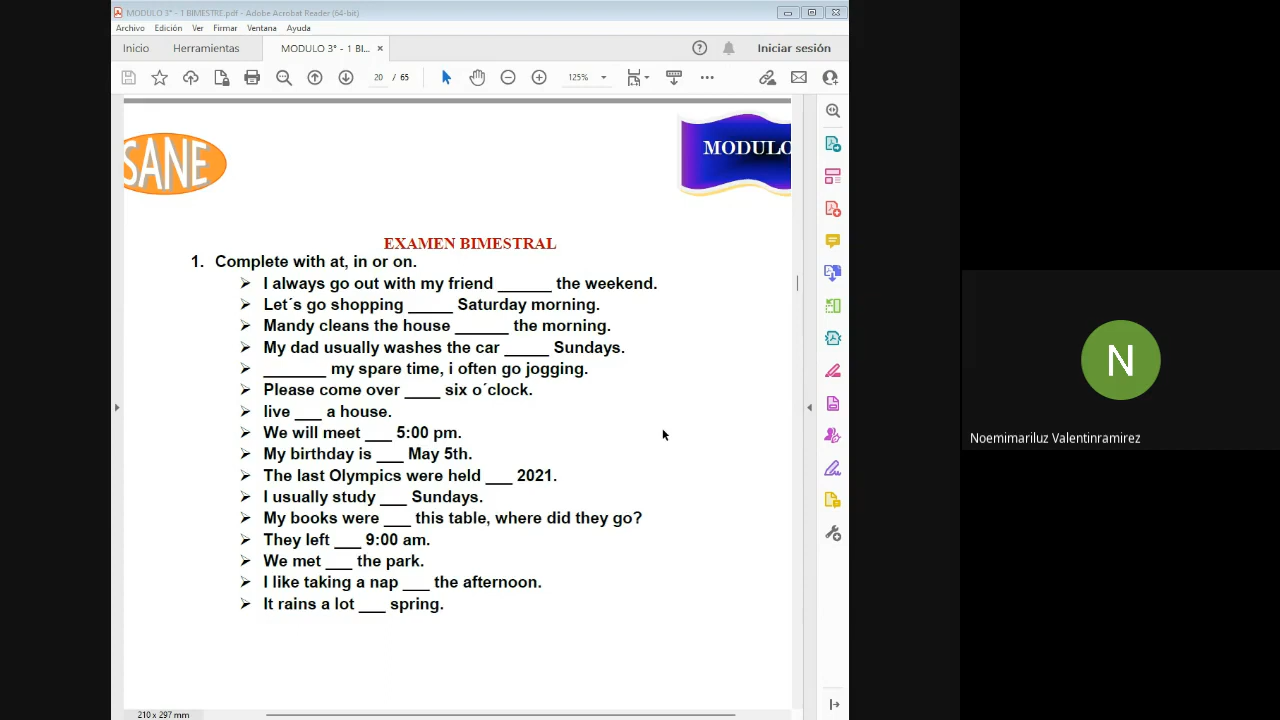 MODULO 3° - 1 BIMESTRE.pdf - Adobe Acrobat Reader (64-bit)
Archivo Edición Ver Firmar Ventana Ayuda
Inicio Herramientas MODULO 3° - 1 BI... × Iniciar sesión
20 / 65 125%
SANE
MODULO
EXAMEN BIMESTRAL
1. Complete with at, in or on.
➢ I always go out with my friend ______ the weekend.
➢ Let´s go shopping _____ Saturday morning.
➢ Mandy cleans the house ______ the morning.
➢ My dad usually washes the car _____ Sundays.
➢ _______ my spare time, i often go jogging.
➢ Please come over ____ six o´clock.
➢ live ___ a house.
➢ We will meet ___ 5:00 pm.
➢ My birthday is ___ May 5th.
➢ The last Olympics were held ___ 2021.
➢ I usually study ___ Sundays.
➢ My books were ___ this table, where did they go?
➢ They left ___ 9:00 am.
➢ We met ___ the park.
➢ I like taking a nap ___ the afternoon.
➢ It rains a lot ___ spring.
210 x 297 mm
N
Noemimariluz Valentinramirez